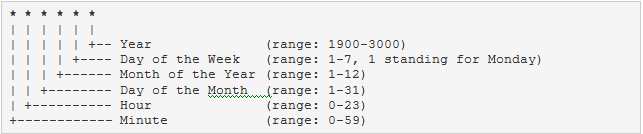 * * * * * *
| | | | | |
| | | | | +-- Year              (range: 1900-3000)
| | | | +---- Day of the Week   (range: 1-7, 1 standing for Monday)
| | | +------ Month of the Year (range: 1-12)
| | +-------- Day of the Month  (range: 1-31)
| +---------- Hour              (range: 0-23)
+------------ Minute            (range: 0-59)